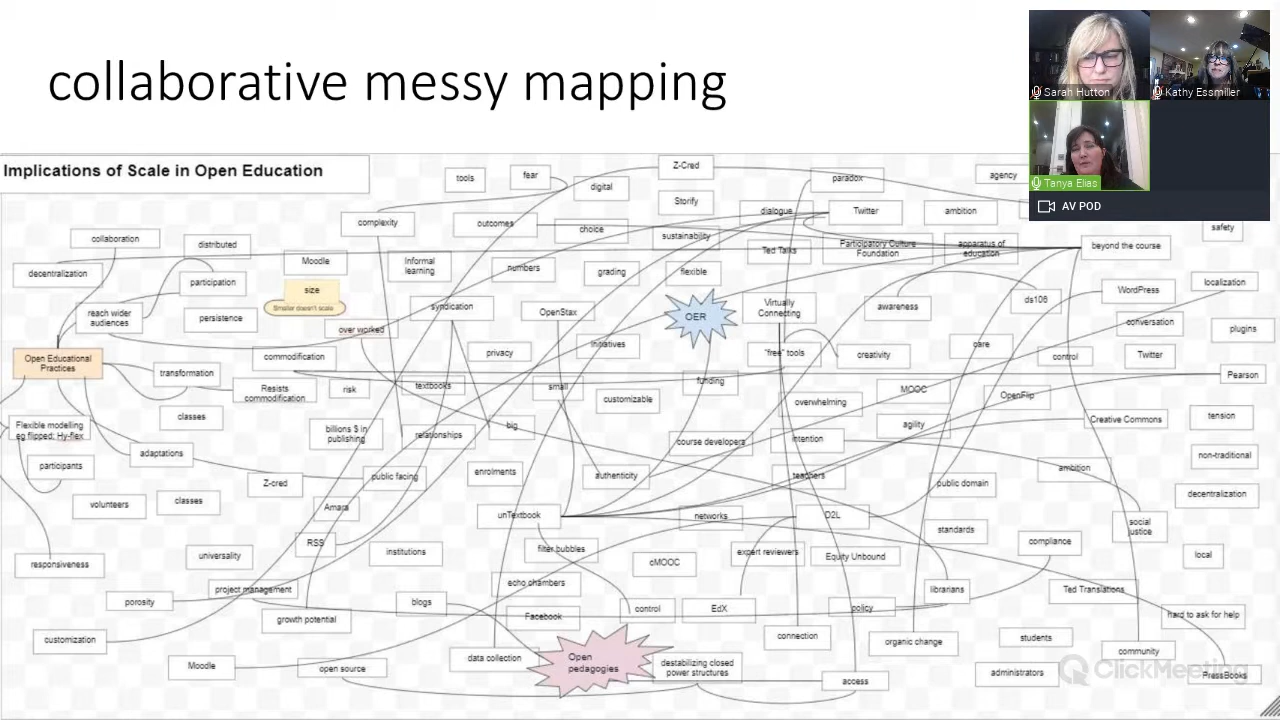 collaborative messy mapping
Sarah Hutton
Kathy Essmiller
Tanya Elias
AV POD
Implications of Scale in Open Education
tools
fear
digital
Z-Cred
paradox
agency
Storify
complexity
outcomes
choice
dialogue
Twitter
ambition
safety
collaboration
distributed
sustainability
Ted Talks
Participatory Culture
Foundation
apparatus of
education
beyond the course
decentralization
participation
Moodle
Informal
learning
numbers
grading
flexible
localization
size
Smaller doesn't scale
reach wider
audiences
persistence
syndication
OpenStax
OER
Virtually
Connecting
awareness
ds106
WordPress
over worked
conversation
plugins
Open Educational
Practices
commodification
privacy
initiatives
"free" tools
creativity
care
control
Twitter
transformation
Resists
commodification
risk
textbooks
small
funding
MOOC
OpenFlip
Pearson
customizable
overwhelming
classes
Flexible modelling
eg flipped; Hy-flex
billions $ in
publishing
relationships
big
course developers
intention
agility
Creative Commons
tension
adaptations
participants
public facing
enrolments
authenticity
teachers
ambition
non-traditional
Z-cred
public domain
decentralization
volunteers
classes
Amara
unTextbook
networks
D2L
standards
social
justice
RSS
compliance
universality
institutions
filter bubbles
cMOOC
expert reviewers
Equity Unbound
local
responsiveness
echo chambers
project management
librarians
Ted Translations
porosity
blogs
growth potential
Facebook
control
EdX
policy
hard to ask for help
customization
connection
organic change
students
community
Moodle
open source
data collection
Open
pedagogies
destabilizing closed
power structures
access
administrators
PressBooks
ClickMeeting